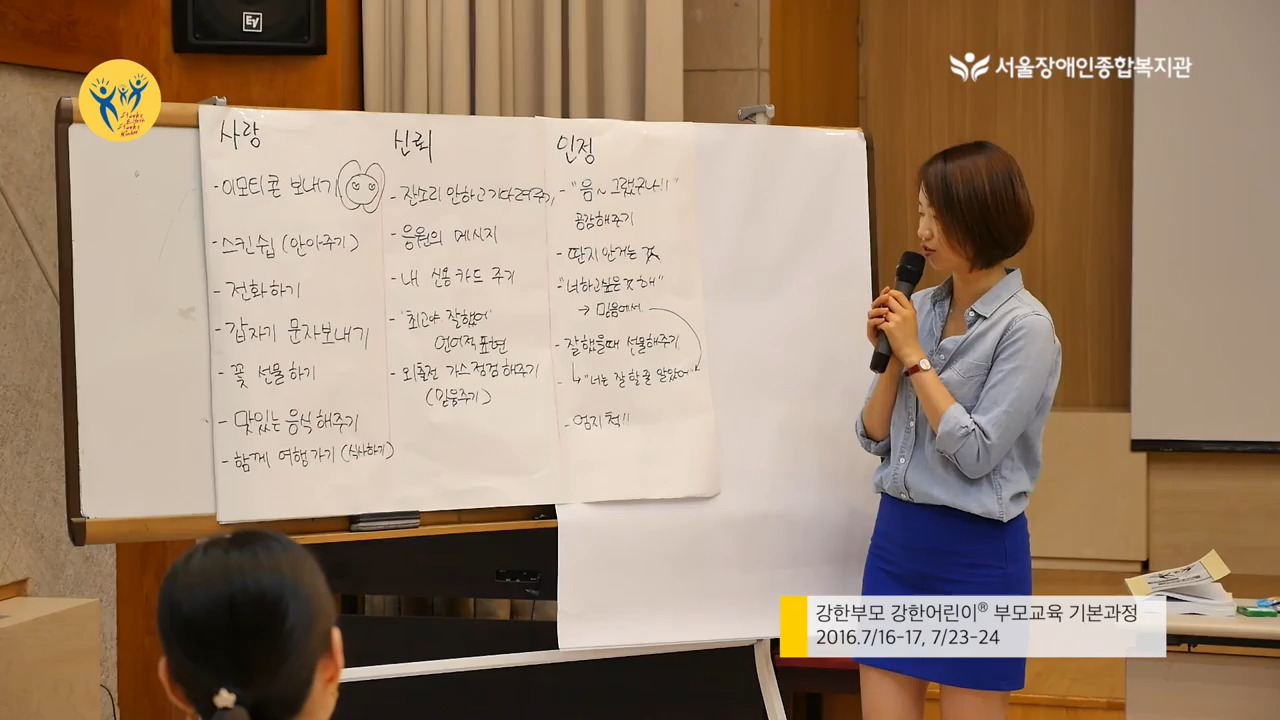 EV
서울장애인종합복지관
Starke Eltern
Starke Kinder
사랑
- 이모티콘 보내기
- 스킨쉽 (안아주기)
- 전화하기
- 갑자기 문자보내기
- 꽃 선물하기
- 맛있는 음식해주기
- 함께 여행가기 (식사하기)
신뢰
- 잔소리 안하고 기다려주기,
- 응원의 메시지
- 내 신용카드 주기
- '최고야 잘했어'
언어적 표현
- 외출전 가스점검해주기
(믿음주기)
인정
- "음~ 그랬구나!!"
공감해주기
- 딴지 안거는 것
- "너하고싶은것 해"
→ 믿음에서
- 잘했을때 선물해주기
- ↳ "너는 잘할줄 알았어"
- 엄지척!!
강한부모 강한어린이® 부모교육 기본과정
2016.7/16-17, 7/23-24